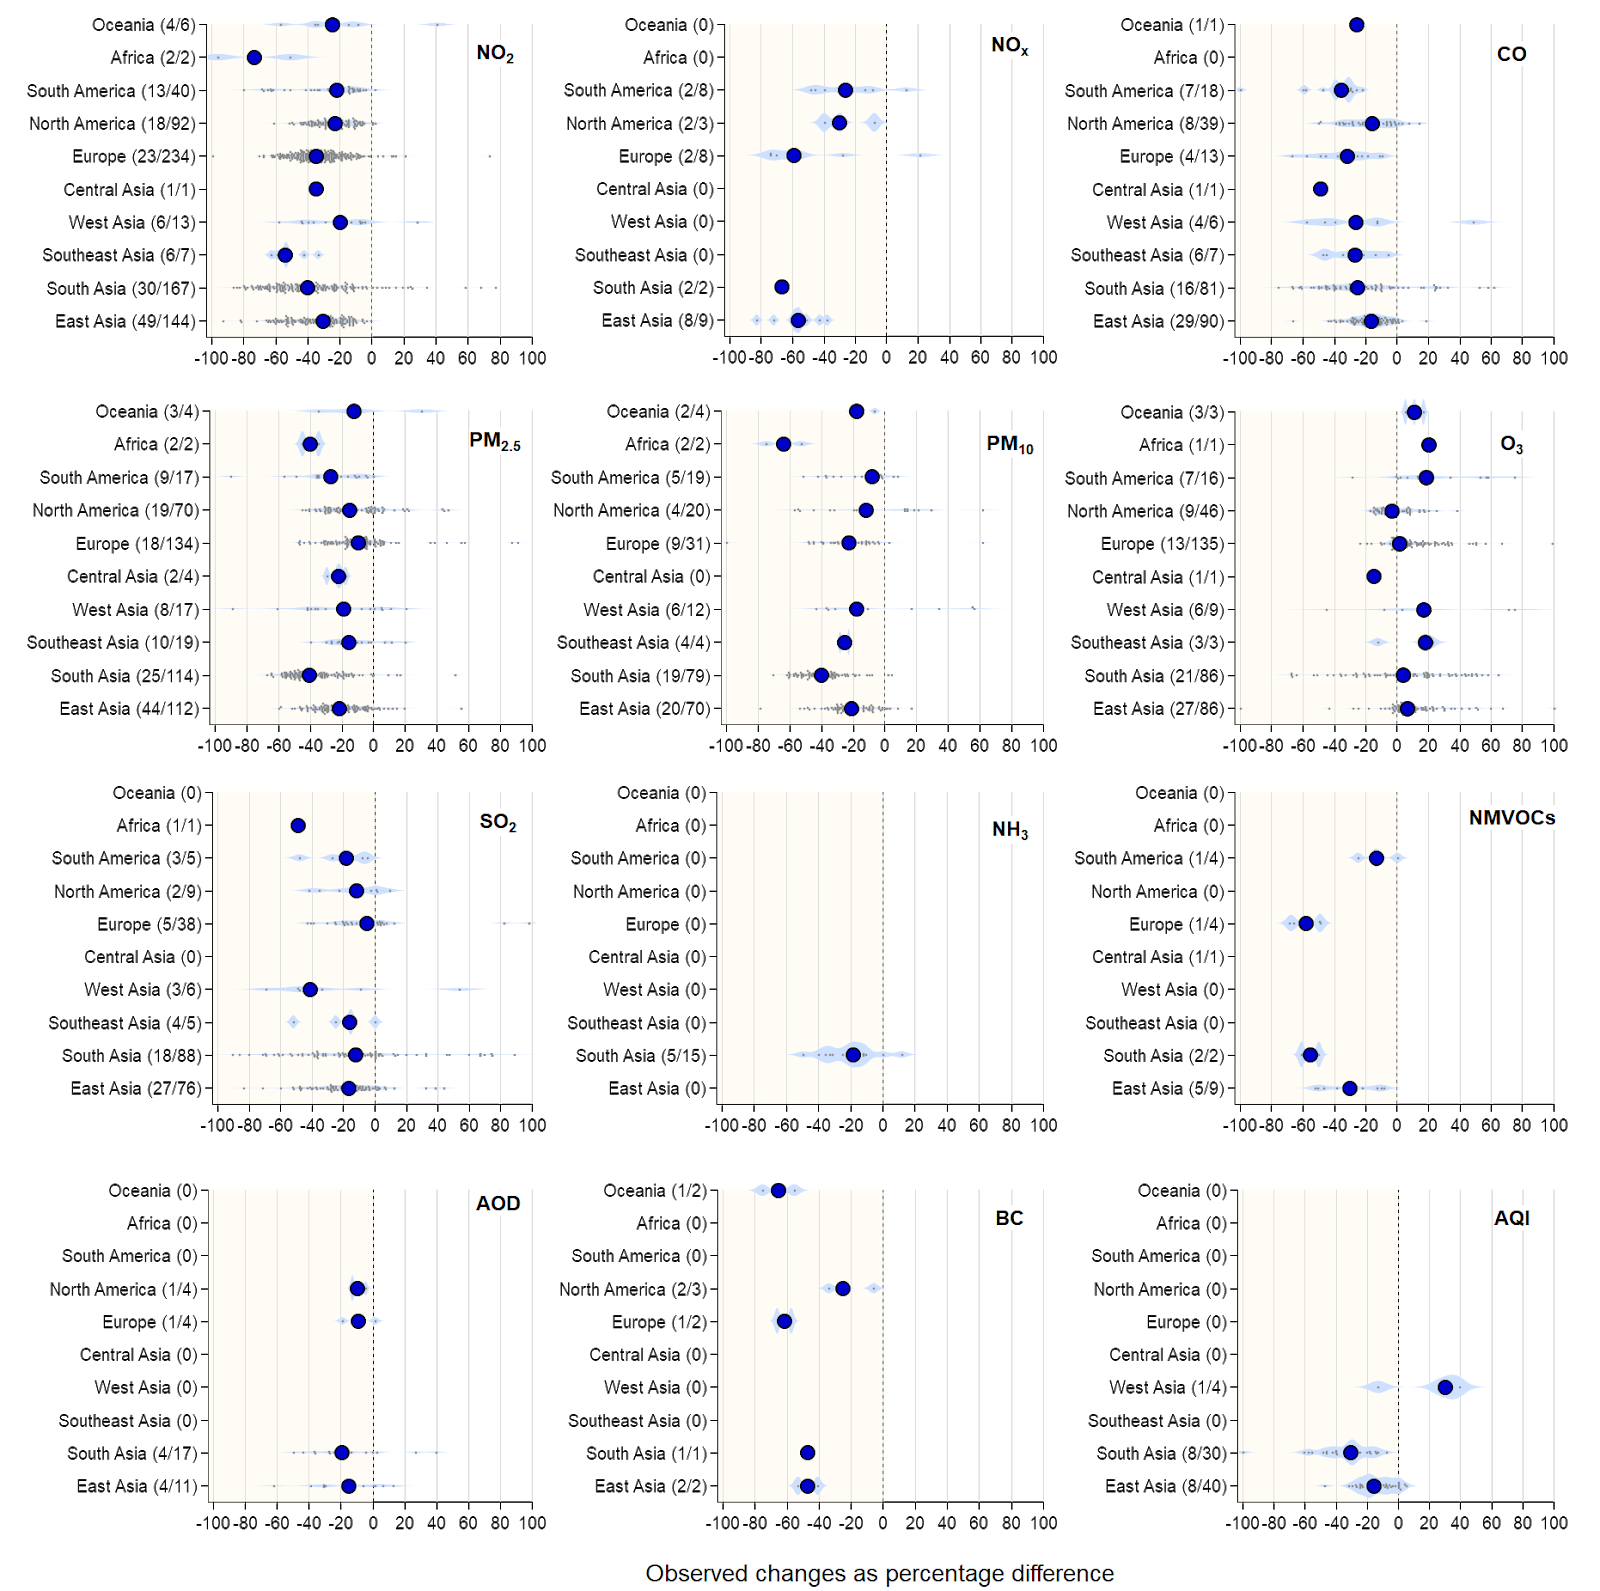 NO2
Oceania (4/6)
Africa (2/2)
South America (13/40)
North America (18/92)
Europe (23/234)
Central Asia (1/1)
West Asia (6/13)
Southeast Asia (6/7)
South Asia (30/167)
East Asia (49/144)
-100 -80 -60 -40 -20 0 20 40 60 80 100
NOx
Oceania (0)
Africa (0)
South America (2/8)
North America (2/3)
Europe (2/8)
Central Asia (0)
West Asia (0)
Southeast Asia (0)
South Asia (2/2)
East Asia (8/9)
-100 -80 -60 -40 -20 0 20 40 60 80 100
CO
Oceania (1/1)
Africa (0)
South America (7/18)
North America (8/39)
Europe (4/13)
Central Asia (1/1)
West Asia (4/6)
Southeast Asia (6/7)
South Asia (16/81)
East Asia (29/90)
-100 -80 -60 -40 -20 0 20 40 60 80 100
PM2.5
Oceania (3/4)
Africa (2/2)
South America (9/17)
North America (19/70)
Europe (18/134)
Central Asia (2/4)
West Asia (8/17)
Southeast Asia (10/19)
South Asia (25/114)
East Asia (44/112)
-100 -80 -60 -40 -20 0 20 40 60 80 100
PM10
Oceania (2/4)
Africa (2/2)
South America (5/19)
North America (4/20)
Europe (9/31)
Central Asia (0)
West Asia (6/12)
Southeast Asia (4/4)
South Asia (19/79)
East Asia (20/70)
-100 -80 -60 -40 -20 0 20 40 60 80 100
O3
Oceania (3/3)
Africa (1/1)
South America (7/16)
North America (9/46)
Europe (13/135)
Central Asia (1/1)
West Asia (6/9)
Southeast Asia (3/3)
South Asia (21/86)
East Asia (27/86)
-100 -80 -60 -40 -20 0 20 40 60 80 100
SO2
Oceania (0)
Africa (1/1)
South America (3/5)
North America (2/9)
Europe (5/38)
Central Asia (0)
West Asia (3/6)
Southeast Asia (4/5)
South Asia (18/88)
East Asia (27/76)
-100 -80 -60 -40 -20 0 20 40 60 80 100
NH3
Oceania (0)
Africa (0)
South America (0)
North America (0)
Europe (0)
Central Asia (0)
West Asia (0)
Southeast Asia (0)
South Asia (5/15)
East Asia (0)
-100 -80 -60 -40 -20 0 20 40 60 80 100
NMVOCs
Oceania (0)
Africa (0)
South America (1/4)
North America (0)
Europe (1/4)
Central Asia (1/1)
West Asia (0)
Southeast Asia (0)
South Asia (2/2)
East Asia (5/9)
-100 -80 -60 -40 -20 0 20 40 60 80 100
AOD
Oceania (0)
Africa (0)
South America (0)
North America (1/4)
Europe (1/4)
Central Asia (0)
West Asia (0)
Southeast Asia (0)
South Asia (4/17)
East Asia (4/11)
-100 -80 -60 -40 -20 0 20 40 60 80 100
BC
Oceania (1/2)
Africa (0)
South America (0)
North America (2/3)
Europe (1/2)
Central Asia (0)
West Asia (0)
Southeast Asia (0)
South Asia (1/1)
East Asia (2/2)
-100 -80 -60 -40 -20 0 20 40 60 80 100
AQI
Oceania (0)
Africa (0)
South America (0)
North America (0)
Europe (0)
Central Asia (0)
West Asia (1/4)
Southeast Asia (0)
South Asia (8/30)
East Asia (8/40)
-100 -80 -60 -40 -20 0 20 40 60 80 100
Observed changes as percentage difference